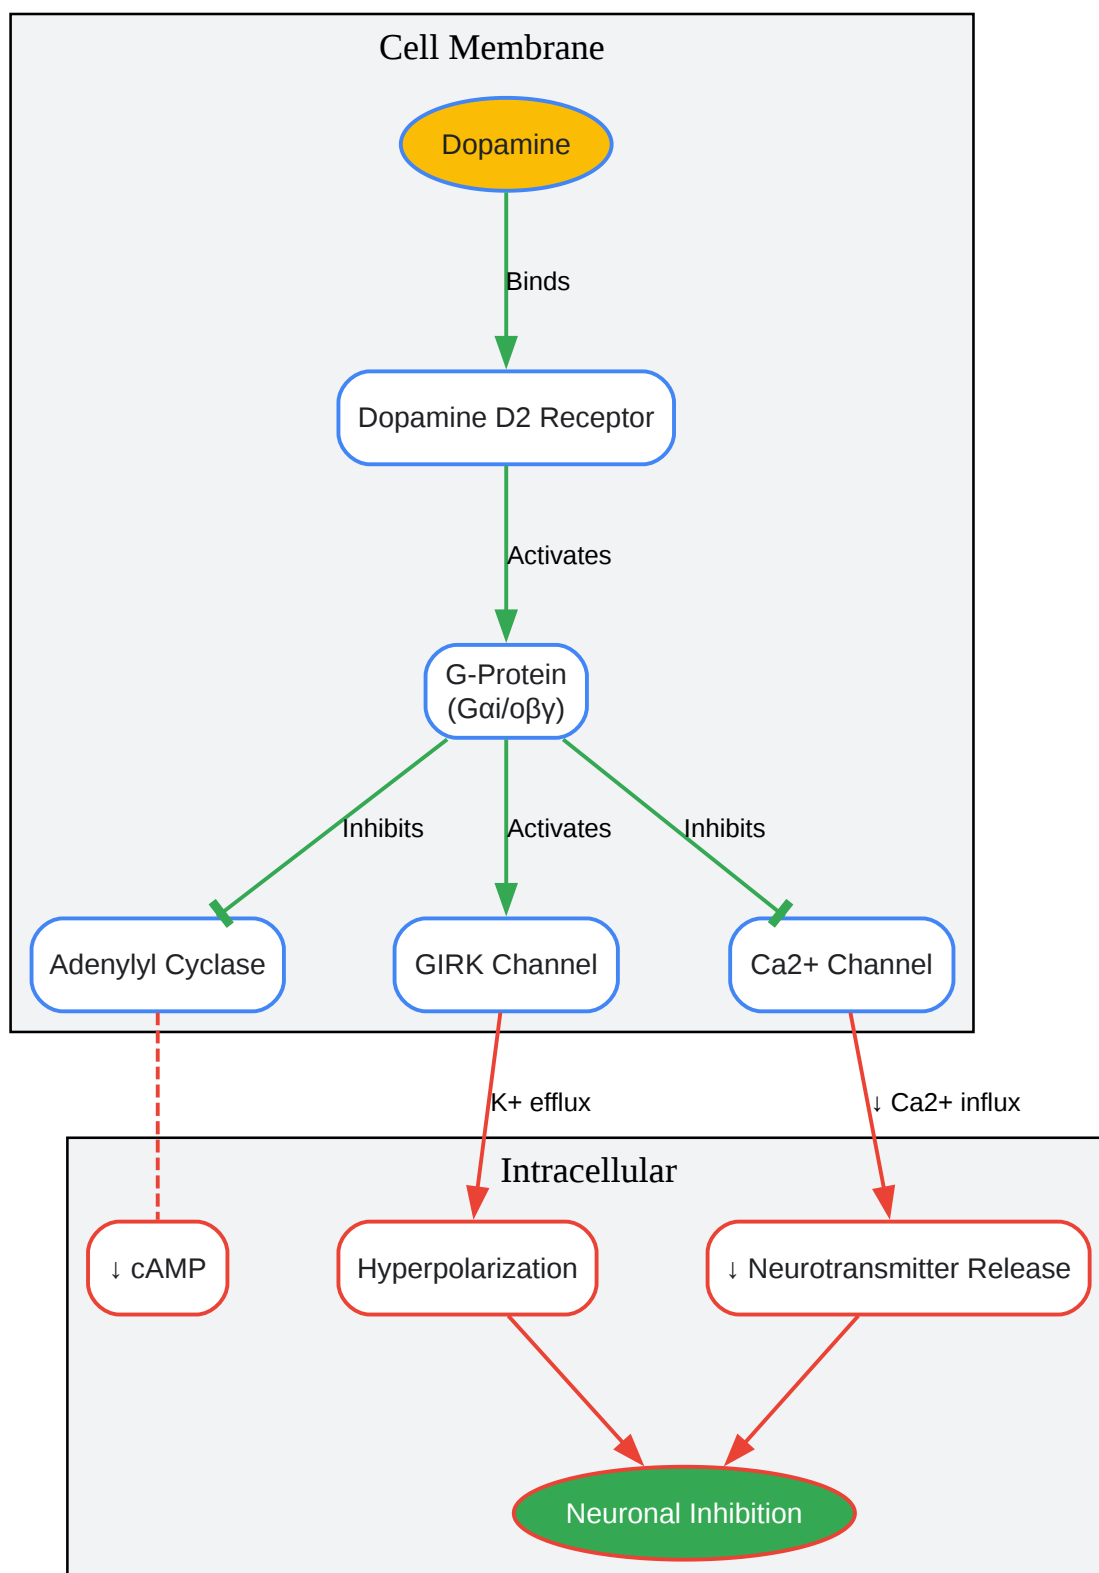 Cell Membrane
Dopamine
Binds
Dopamine D2 Receptor
Activates
G-Protein
(Gαi/oβγ)
Inhibits
Activates
Inhibits
Adenylyl Cyclase
GIRK Channel
Ca2+ Channel
K+ efflux
↓ Ca2+ influx
Intracellular
↓ cAMP
Hyperpolarization
↓ Neurotransmitter Release
Neuronal Inhibition